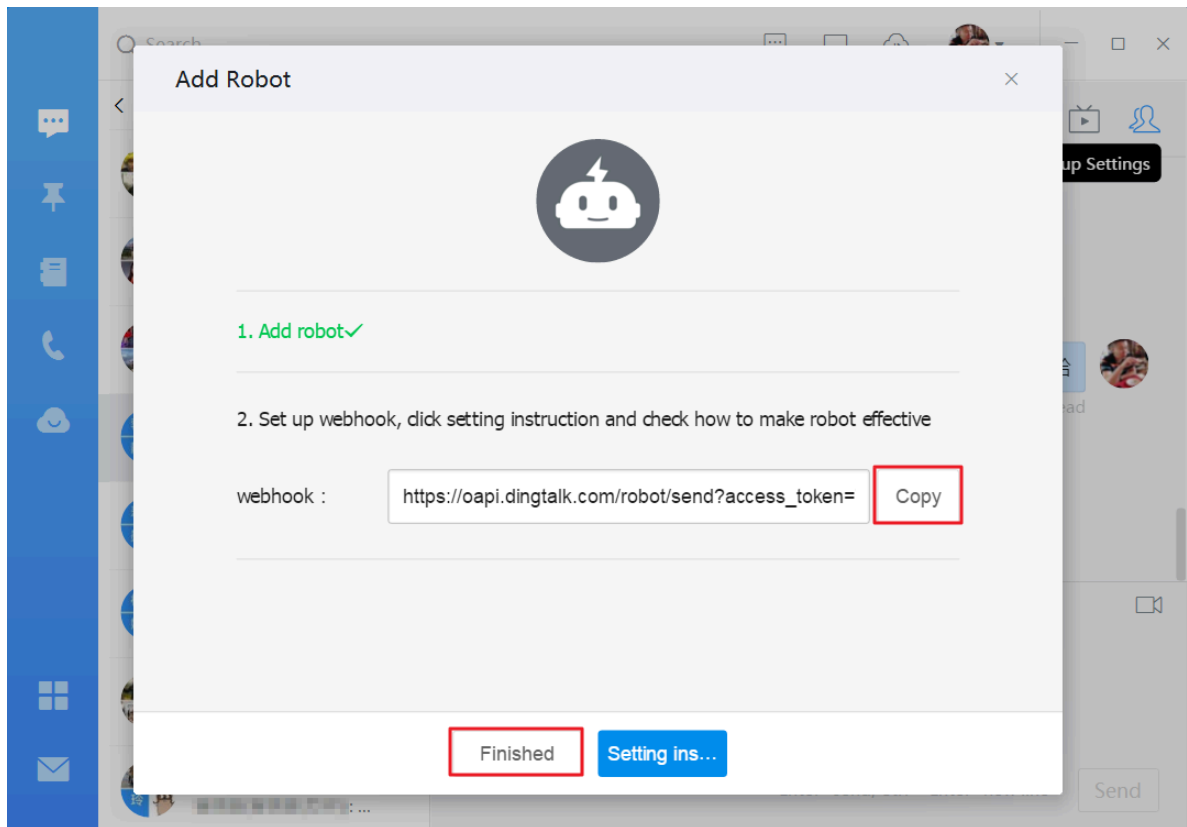 Search
Add Robot
up Settings
1. Add robot
2. Set up webhook, click setting instruction and check how to make robot effective
webhook :
https://oapi.dingtalk.com/robot/send?access_token=
Copy
Finished
Setting ins...
: ...
Send